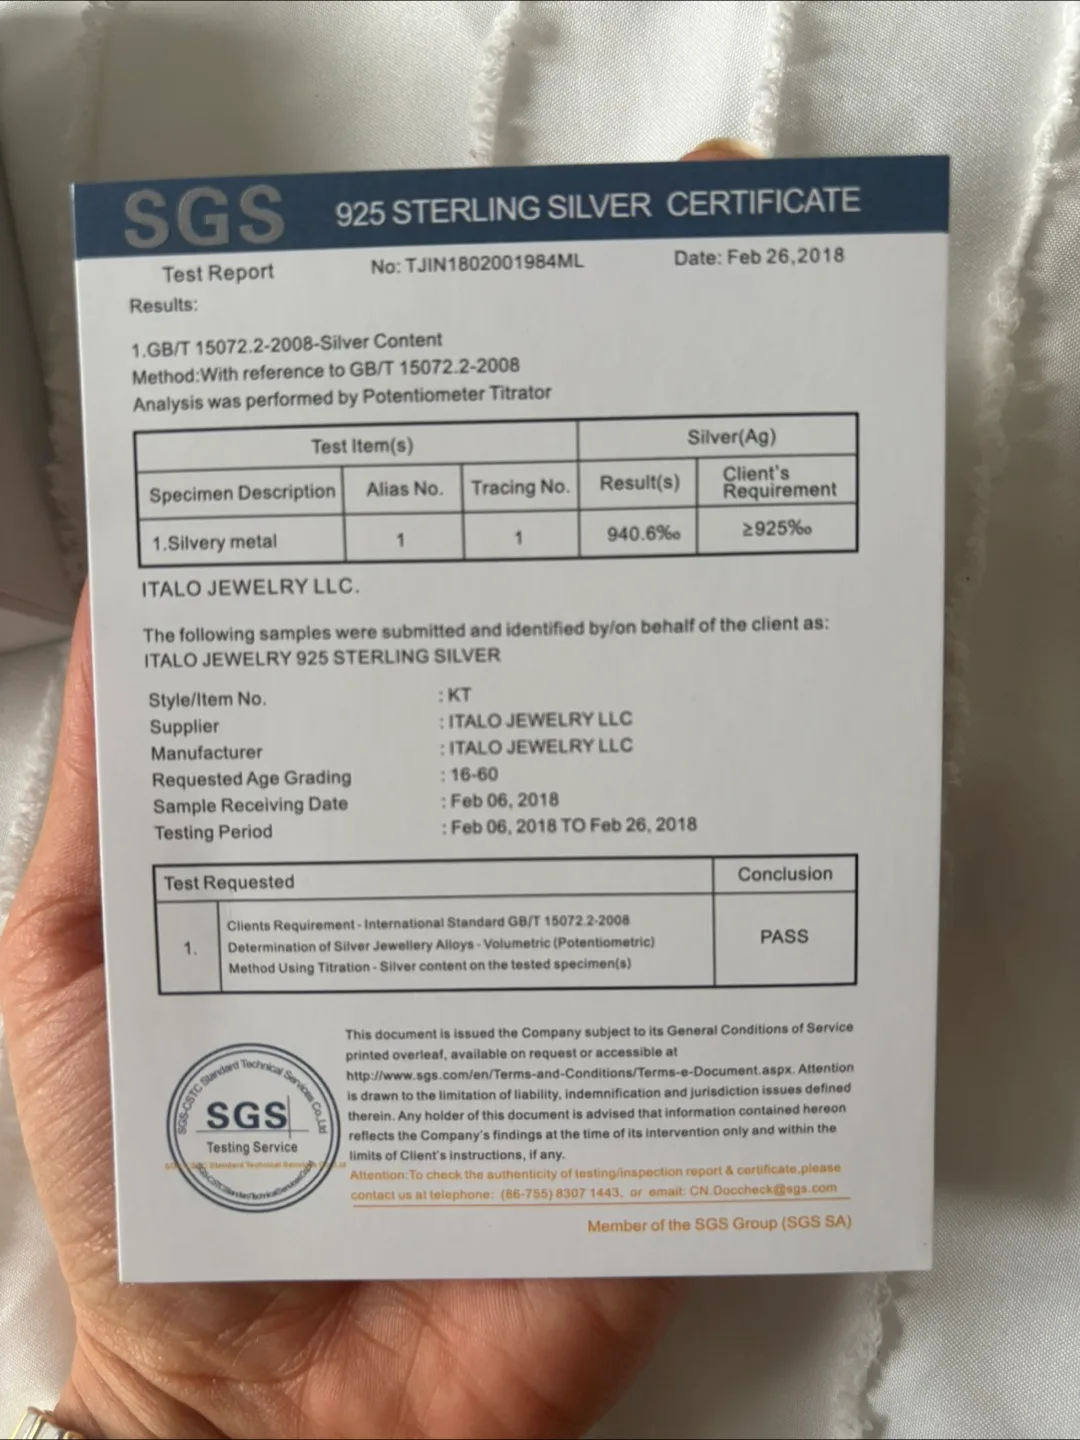 SGS 925 STERLING SILVER CERTIFICATE
Test Report No: TJIN1802001984ML Date: Feb 26,2018
Results:
1.GB/T 15072.2-2008-Silver Content
Method:With reference to GB/T 15072.2-2008
Analysis was performed by Potentiometer Titrator
Test Item(s) Silver(Ag)
Specimen Description Alias No. Tracing No. Result(s) Client's Requirement
1.Silvery metal 1 1 940.6‰ ≥925‰
ITALO JEWELRY LLC.
The following samples were submitted and identified by/on behalf of the client as:
ITALO JEWELRY 925 STERLING SILVER
Style/Item No. : KT
Supplier : ITALO JEWELRY LLC
Manufacturer : ITALO JEWELRY LLC
Requested Age Grading : 16-60
Sample Receiving Date : Feb 06, 2018
Testing Period : Feb 06, 2018 TO Feb 26, 2018
Test Requested Conclusion
1. Clients Requirement - International Standard GB/T 15072.2-2008
Determination of Silver Jewellery Alloys - Volumetric (Potentiometric)
Method Using Titration - Silver content on the tested specimen(s)
PASS
This document is issued the Company subject to its General Conditions of Service
printed overleaf, available on request or accessible at
http://www.sgs.com/en/Terms-and-Conditions/Terms-e-Document.aspx. Attention
is drawn to the limitation of liability, indemnification and jurisdiction issues defined
therein. Any holder of this document is advised that information contained hereon
reflects the Company's findings at the time of its intervention only and within the
limits of Client's instructions, if any.
Attention:To check the authenticity of testing/inspection report & certificate,please
contact us al telephone: (86-755) 8307 1443, or email: CN.Doccheck@sgs.com
Member of the SGS Group (SGS SA)
SGS-CSTC Standard Technical Services Co.,Ltd
SGS
Testing Service